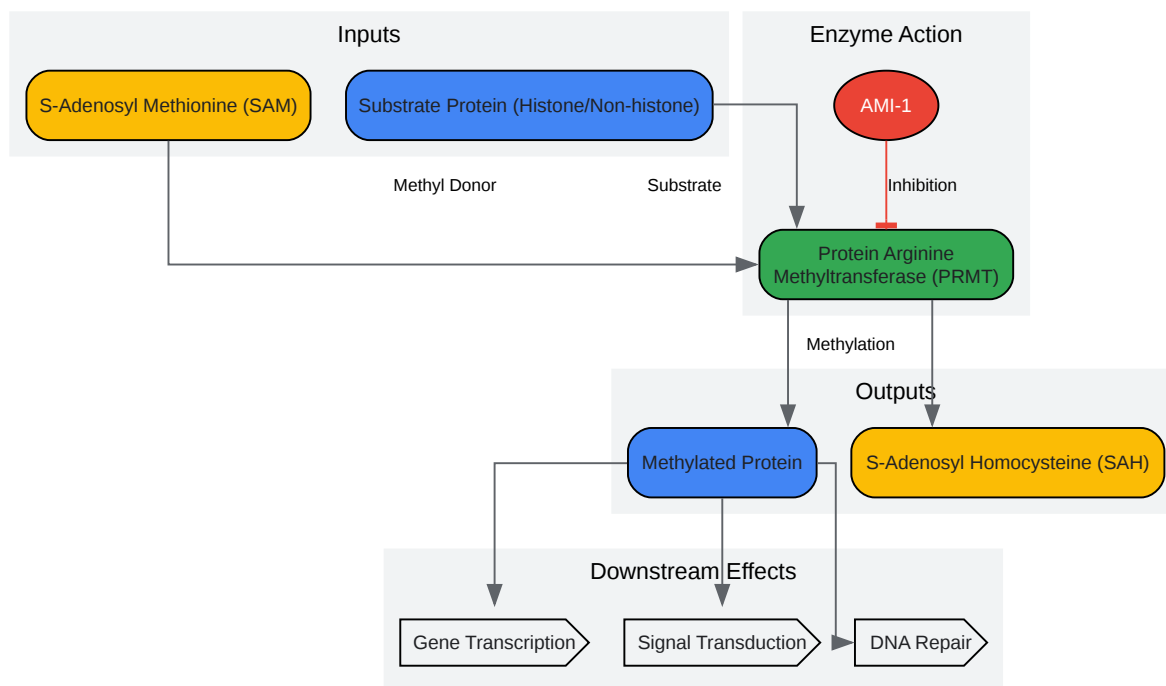 Inputs
Enzyme Action
S-Adenosyl Methionine (SAM)
Substrate Protein (Histone/Non-histone)
AMI-1
Methyl Donor
Substrate
Inhibition
Protein Arginine
Methyltransferase (PRMT)
Methylation
Outputs
Methylated Protein
S-Adenosyl Homocysteine (SAH)
Downstream Effects
Gene Transcription
Signal Transduction
DNA Repair